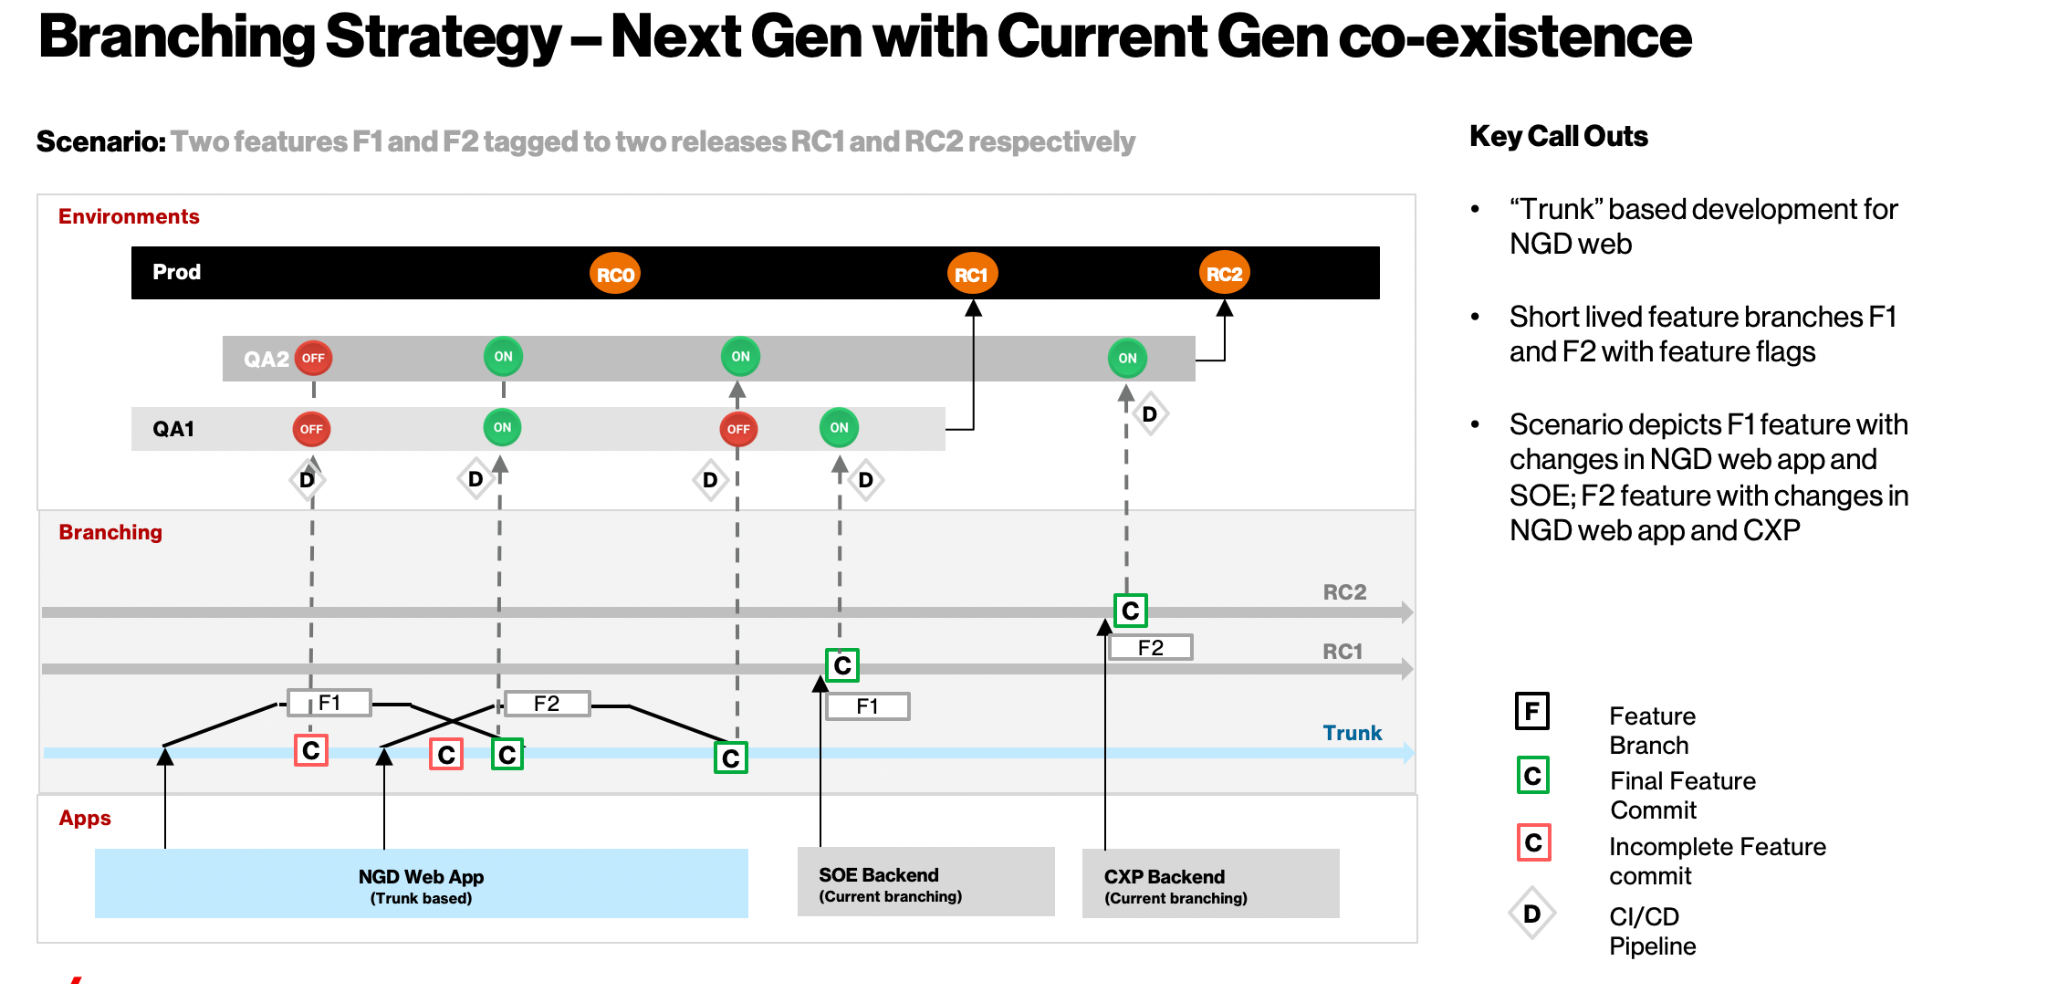 Branching Strategy – Next Gen with Current Gen co-existence
Scenario: Two features F1 and F2 tagged to two releases RC1 and RC2 respectively
Environments
Prod
RC0
RC1
RC2
QA2
OFF
ON
ON
ON
QA1
OFF
ON
OFF
ON
D
D
D
D
D
Branching
RC2
C
F2
RC1
C
F1
F1
F2
Trunk
C
C
C
C
Apps
NGD Web App
(Trunk based)
SOE Backend
(Current branching)
CXP Backend
(Current branching)
Key Call Outs
• “Trunk” based development for
NGD web
• Short lived feature branches F1
and F2 with feature flags
• Scenario depicts F1 feature with
changes in NGD web app and
SOE; F2 feature with changes in
NGD web app and CXP
F
Feature
Branch
C
Final Feature
Commit
C
Incomplete Feature
commit
D
CI/CD
Pipeline